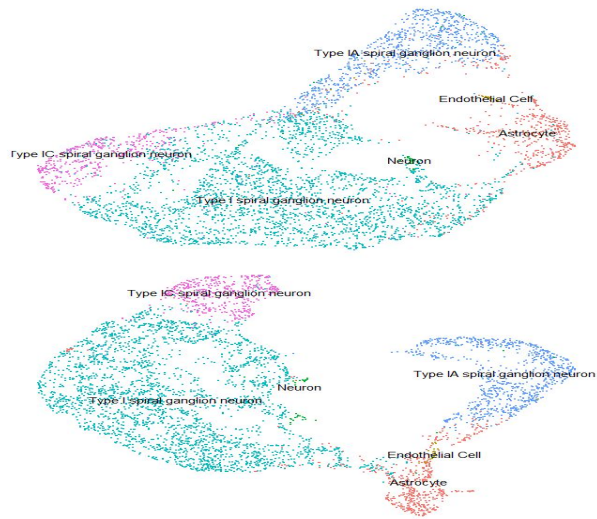 Type IA spiral ganglion neuron
Endothelial Cell
Astrocyte
Type IC spiral ganglion neuron
Neuron
Type I spiral ganglion neuron
Type IC spiral ganglion neuron
Type IA spiral ganglion neuron
Neuron
Type I spiral ganglion neuron
Endothelial Cell
Astrocyte